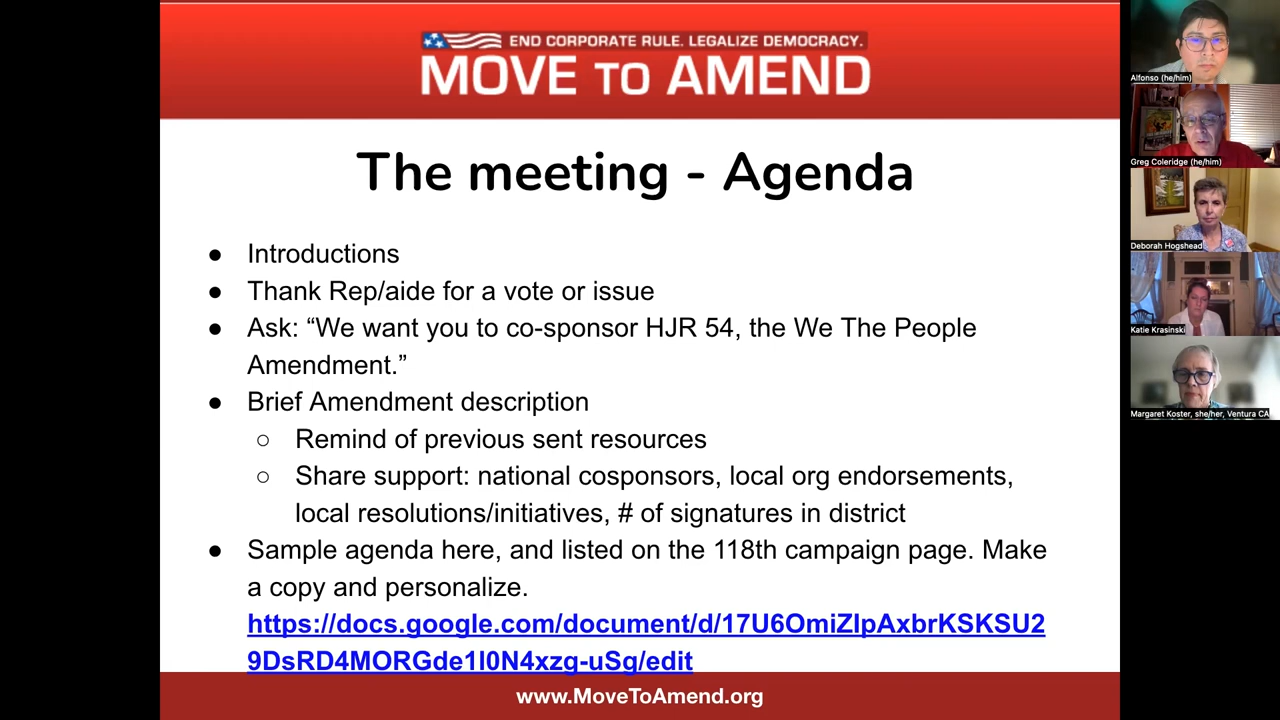 END CORPORATE RULE. LEGALIZE DEMOCRACY.
MOVE TO AMEND
The meeting - Agenda
● Introductions
● Thank Rep/aide for a vote or issue
● Ask: “We want you to co-sponsor HJR 54, the We The People
Amendment.”
● Brief Amendment description
○ Remind of previous sent resources
○ Share support: national cosponsors, local org endorsements,
local resolutions/initiatives, # of signatures in district
● Sample agenda here, and listed on the 118th campaign page. Make
a copy and personalize.
https://docs.google.com/document/d/17U6OmiZIpAxbrKSKSU2
9DsRD4MORGde1l0N4xzg-uSg/edit
www.MoveToAmend.org
Alfonso (he/him)
Greg Coleridge (he/him)
Deborah Hogshead
Katie Krasinski
Margaret Koster, she/her, Ventura CA